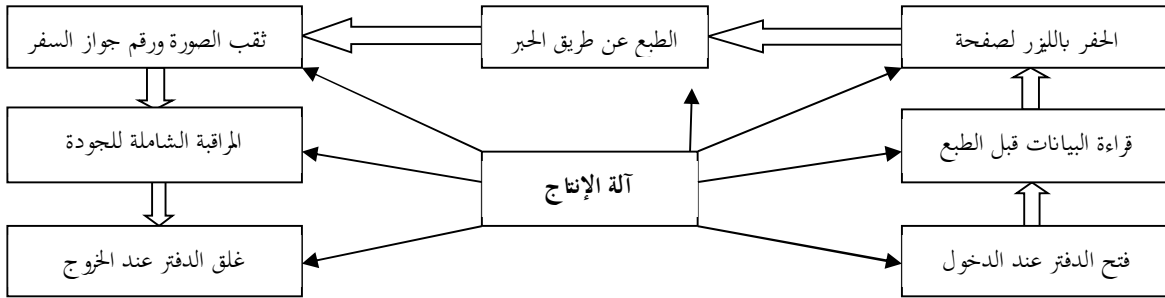 الحفر بالليزر لصفحة
الطبع عن طريق الحبر
ثقب الصورة ورقم جواز السفر
قراءة البيانات قبل الطبع
المراقبة الشاملة للجودة
آلة الإنتاج
فتح الدفتر عند الدخول
غلق الدفتر عند الخروج